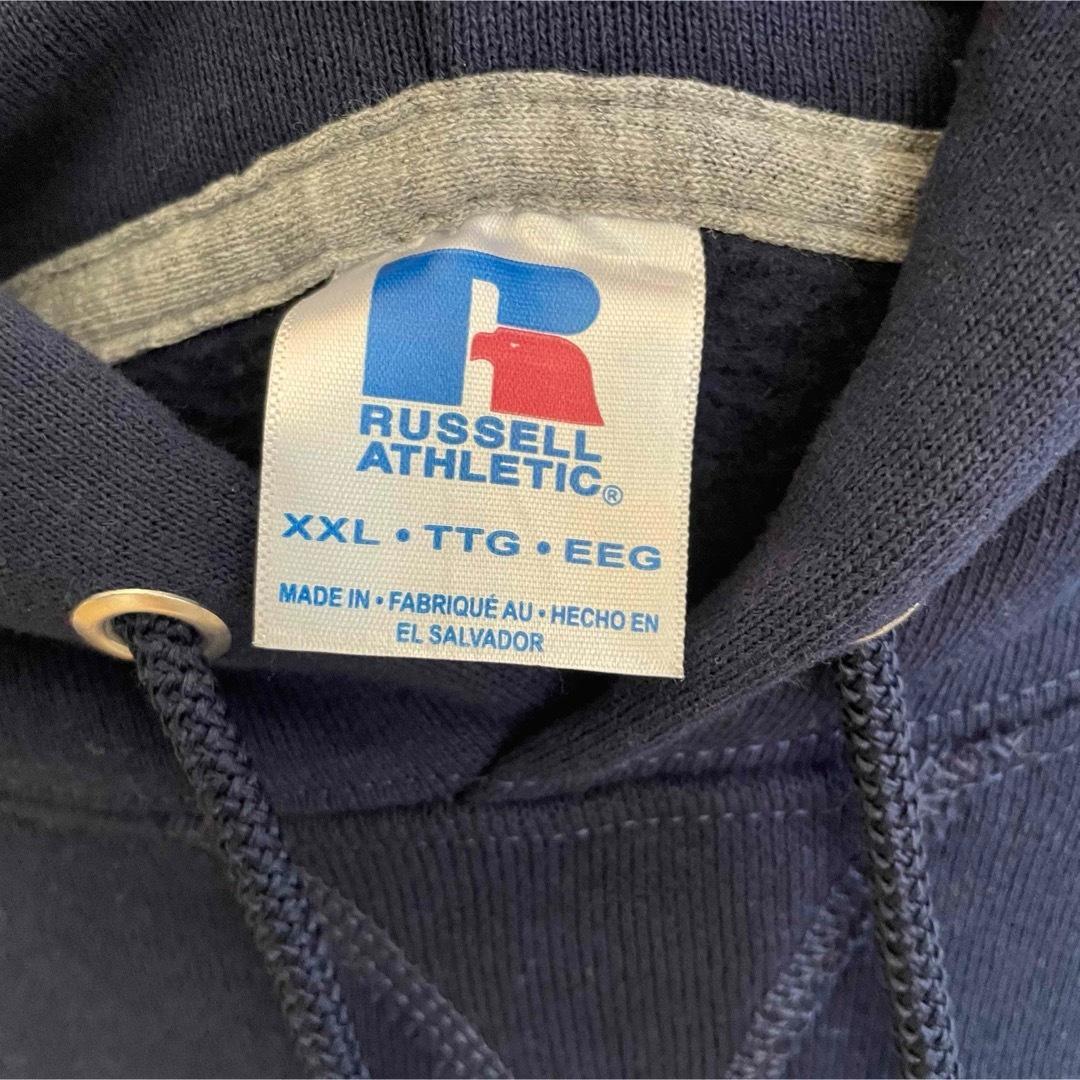 RUSSELL
ATHLETIC®
XXL • TTG • EEG
MADE IN • FABRIQUÉ AU • HECHO EN
EL SALVADOR